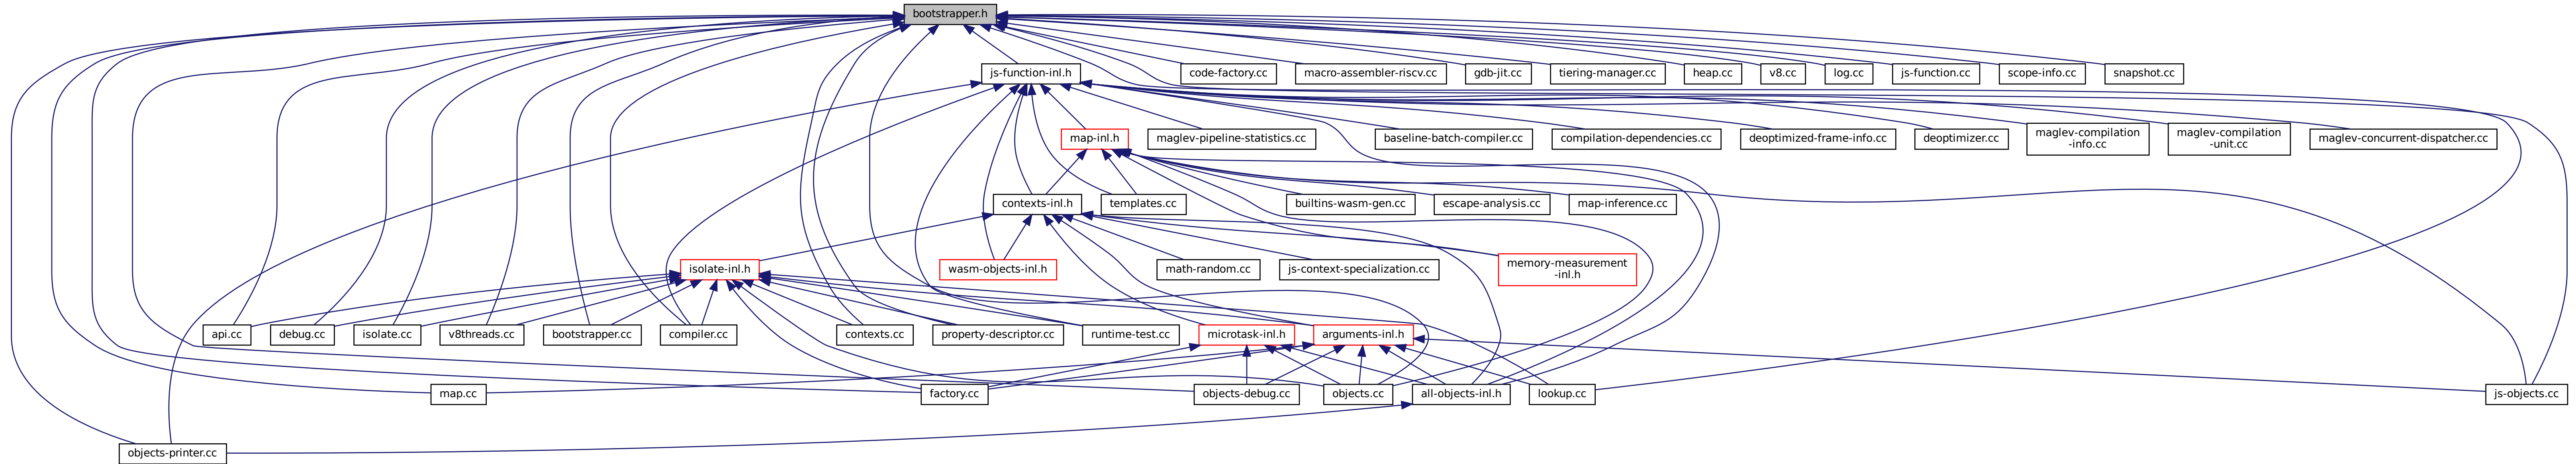 bootstrapper.h
js-function-inl.h
code-factory.cc
macro-assembler-riscv.cc
gdb-jit.cc
tiering-manager.cc
heap.cc
v8.cc
log.cc
js-function.cc
scope-info.cc
snapshot.cc
map-inl.h
maglev-pipeline-statistics.cc
baseline-batch-compiler.cc
compilation-dependencies.cc
deoptimized-frame-info.cc
deoptimizer.cc
maglev-compilation
-info.cc
maglev-compilation
-unit.cc
maglev-concurrent-dispatcher.cc
contexts-inl.h
templates.cc
builtins-wasm-gen.cc
escape-analysis.cc
map-inference.cc
isolate-inl.h
wasm-objects-inl.h
math-random.cc
js-context-specialization.cc
memory-measurement
-inl.h
api.cc
debug.cc
isolate.cc
v8threads.cc
bootstrapper.cc
compiler.cc
contexts.cc
property-descriptor.cc
runtime-test.cc
microtask-inl.h
arguments-inl.h
map.cc
factory.cc
objects-debug.cc
objects.cc
all-objects-inl.h
lookup.cc
js-objects.cc
objects-printer.cc